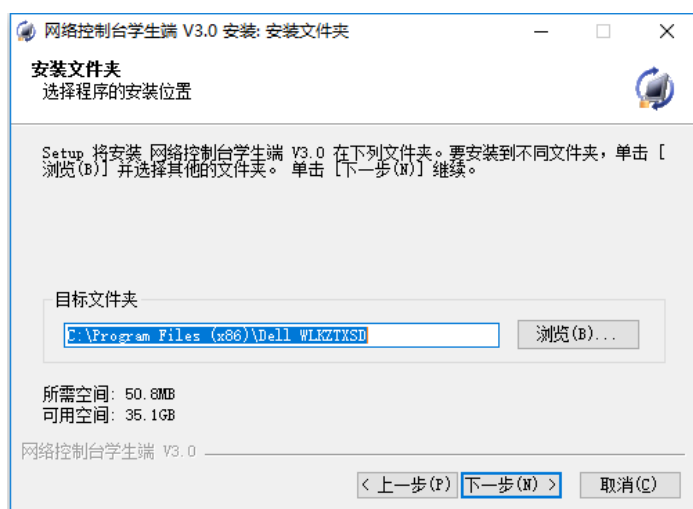 网络控制台学生端 V3.0 安装: 安装文件夹
安装文件夹
选择程序的安装位置
Setup 将安装 网络控制台学生端 V3.0 在下列文件夹。要安装到不同文件夹，单击 [
浏览(B)] 并选择其他的文件夹。 单击 [下一步(N)] 继续。
目标文件夹
C:\Program Files (x86)\Dell WLKZTXSD
浏览(B)...
所需空间: 50.8MB
可用空间: 35.1GB
网络控制台学生端 V3.0
< 上一步(P) 下一步(N) > 取消(C)